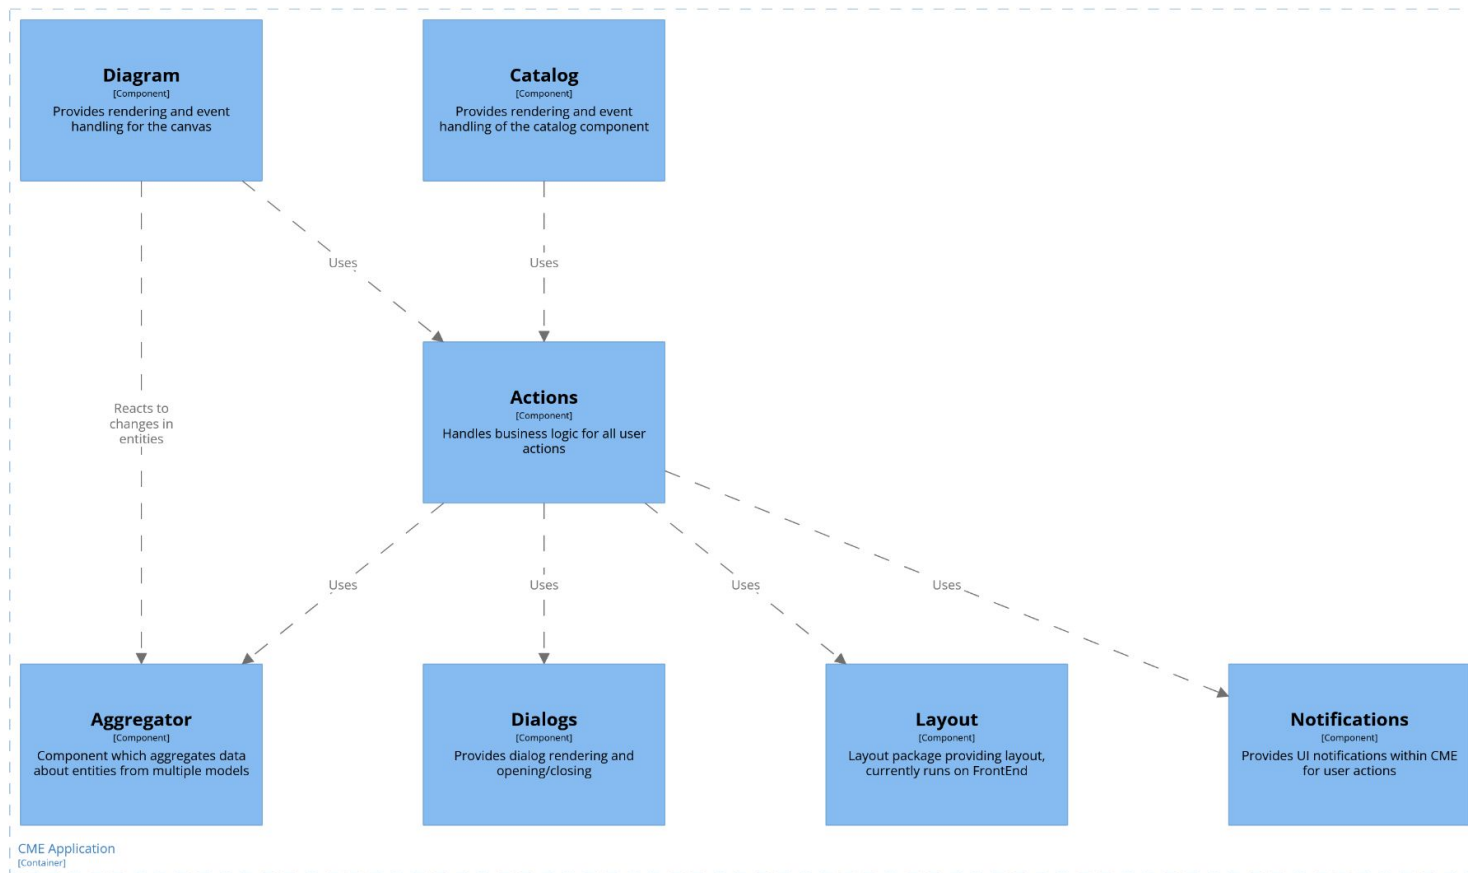 Diagram
[Component]
Provides rendering and event
handling for the canvas
Catalog
[Component]
Provides rendering and event
handling of the catalog component
Uses
Uses
Reacts to
changes in
entities
Actions
[Component]
Handles business logic for all user
actions
Uses
Uses
Uses
Uses
Aggregator
[Component]
Component which aggregates data
about entities from multiple models
Dialogs
[Component]
Provides dialog rendering and
opening/closing
Layout
[Component]
Layout package providing layout,
currently runs on FrontEnd
Notifications
[Component]
Provides UI notifications within CME
for user actions
CME Application
[Container]